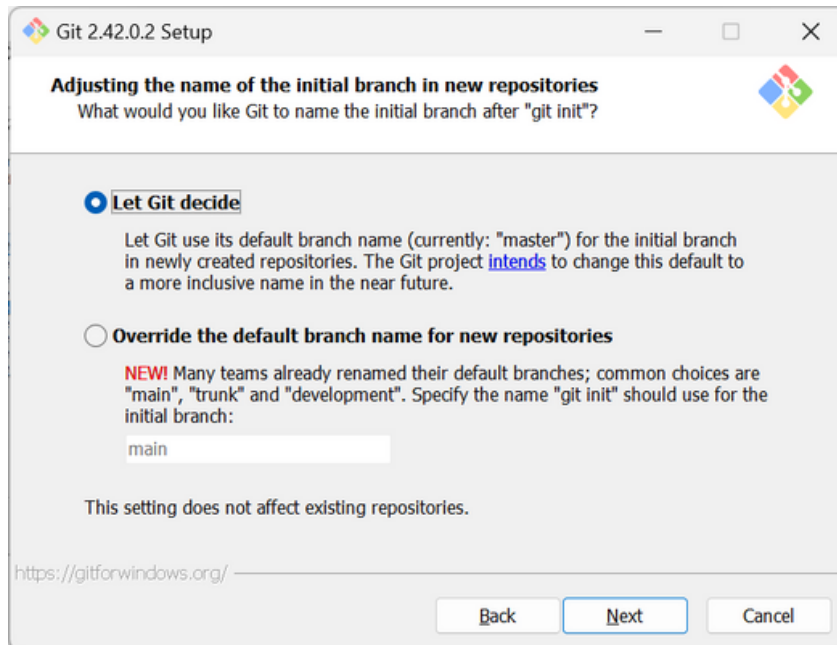 Git 2.42.0.2 Setup
Adjusting the name of the initial branch in new repositories
What would you like Git to name the initial branch after "git init"?
Let Git decide
Let Git use its default branch name (currently: "master") for the initial branch
in newly created repositories. The Git project intends to change this default to
a more inclusive name in the near future.
Override the default branch name for new repositories
NEW! Many teams already renamed their default branches; common choices are
"main", "trunk" and "development". Specify the name "git init" should use for the
initial branch:
main
This setting does not affect existing repositories.
https://gitforwindows.org/
Back Next Cancel